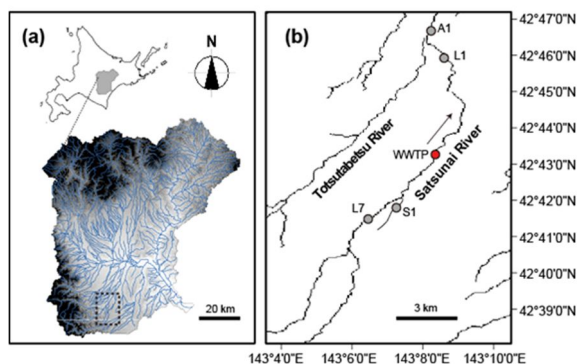 (a)
N
20 km
(b)
A1
L1
Totsutabetsu River
WWTP
Satsunai River
L7
S1
3 km
42°47'0"N
42°46'0"N
42°45'0"N
42°44'0"N
42°43'0"N
42°42'0"N
42°41'0"N
42°40'0"N
42°39'0"N
143°4'0"E 143°6'0"E 143°8'0"E 143°10'0"E